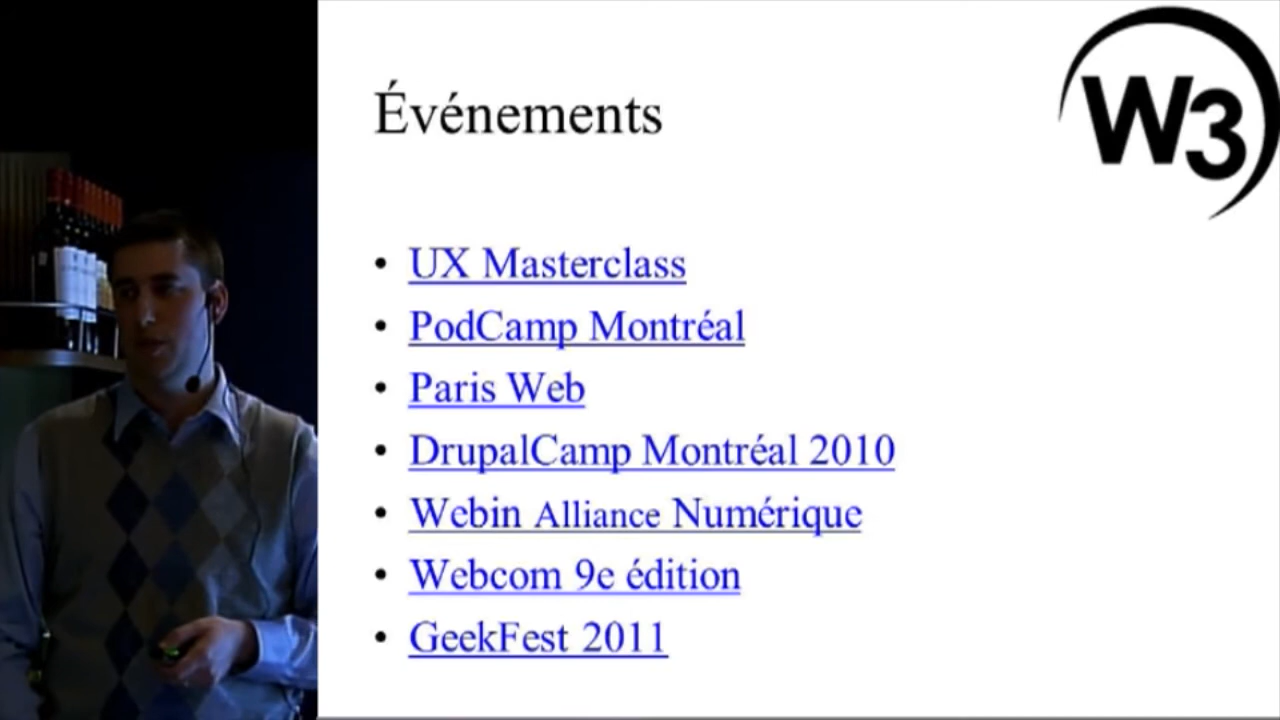 W3
Événements
• UX Masterclass
• PodCamp Montréal
• Paris Web
• DrupalCamp Montréal 2010
• Webin Alliance Numérique
• Webcom 9e édition
• GeekFest 2011